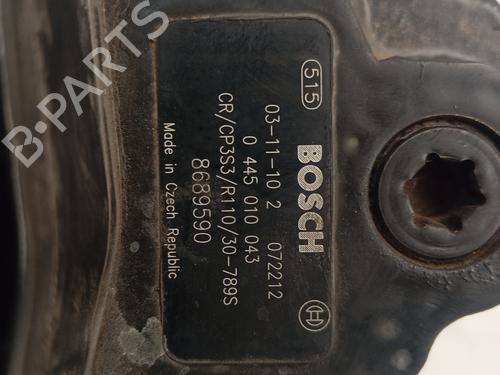 515
BOSCH
03-11-10 2 072212
0 445 010 043
CR/CP3S3/R110/30-789S
8689590
Made in Czech Republic
B-PARTS